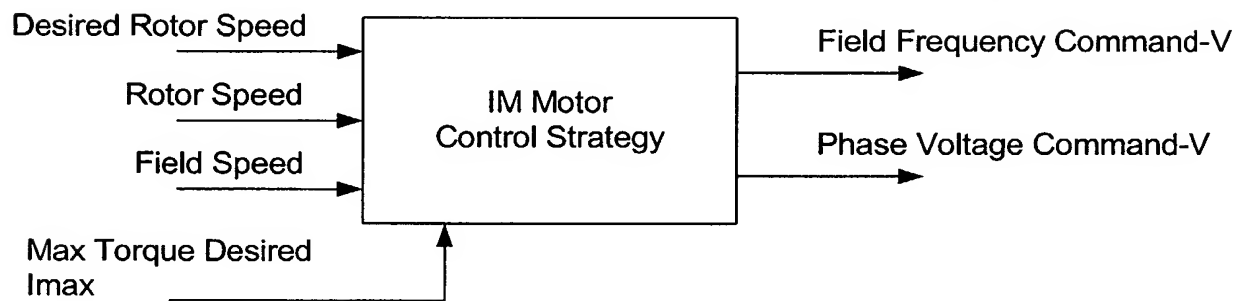 Desired Rotor Speed
Rotor Speed
Field Speed
Max Torque Desired
Imax
IM Motor
Control Strategy
Field Frequency Command-V
Phase Voltage Command-V